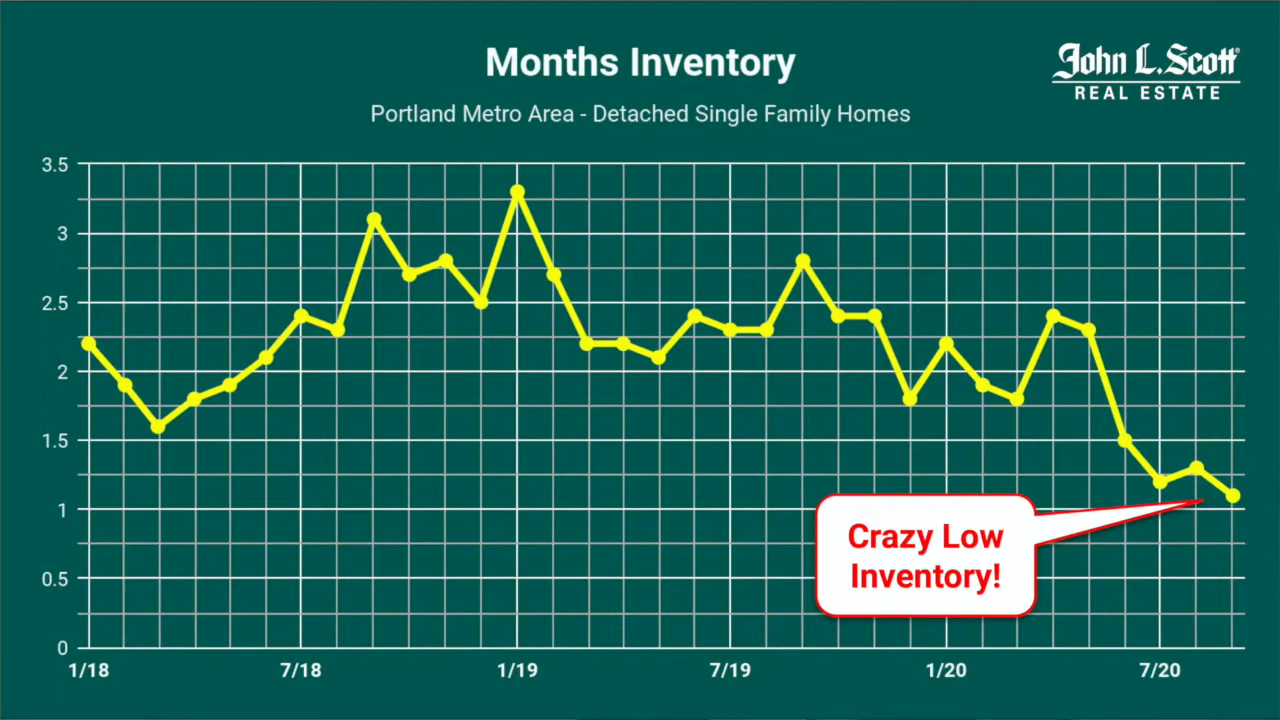 Months Inventory
Portland Metro Area - Detached Single Family Homes
John L. Scott®
REAL ESTATE
3.5
3
2.5
2
1.5
1
0.5
0
Crazy Low
Inventory!
1/18
7/18
1/19
7/19
1/20
7/20